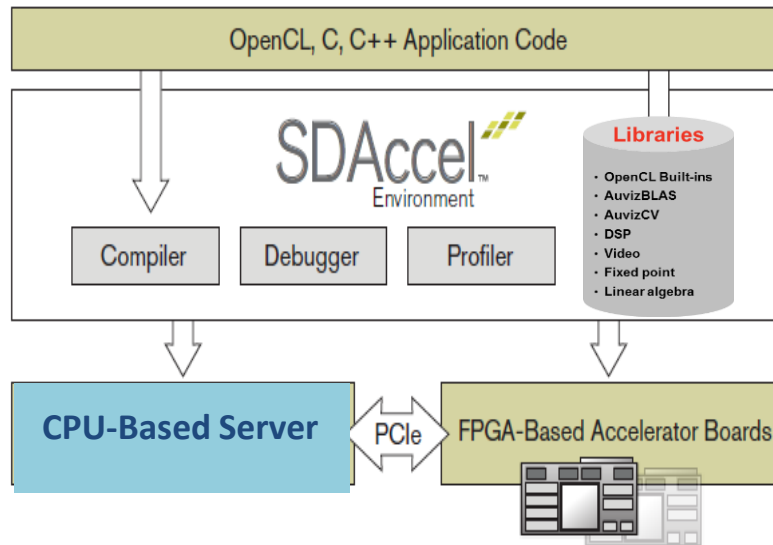 OpenCL, C, C++ Application Code
SDAccel™
Environment
Compiler
Debugger
Profiler
Libraries
· OpenCL Built-ins
· AuvizBLAS
· AuvizCV
· DSP
· Video
· Fixed point
· Linear algebra
CPU-Based Server
PCIe
FPGA-Based Accelerator Boards